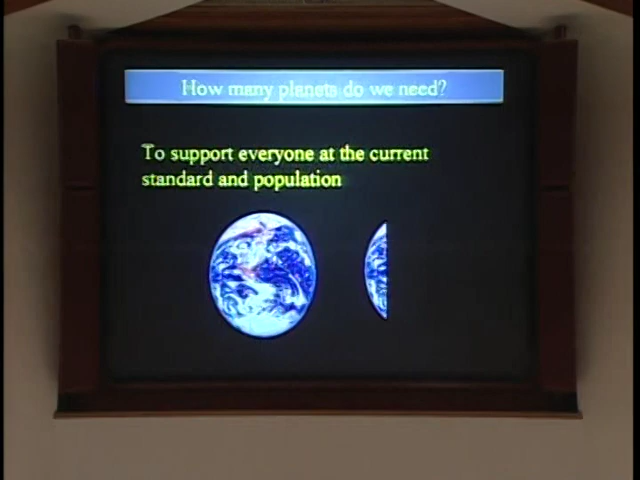 How many planets do we need?
To support everyone at the current
standard and population